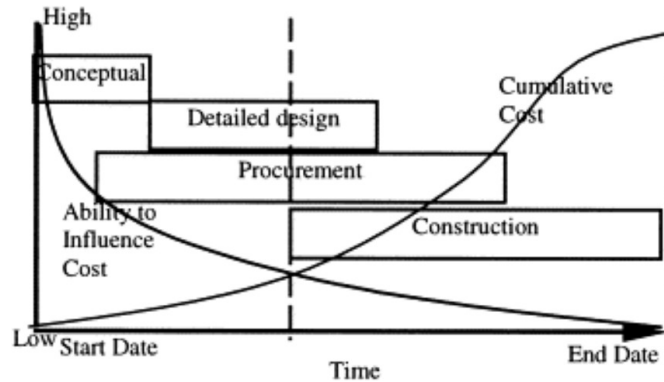 High
Conceptual
Cumulative
Cost
Detailed design
Procurement
Ability to
Influence
Cost
Construction
Low
Start Date
End Date
Time